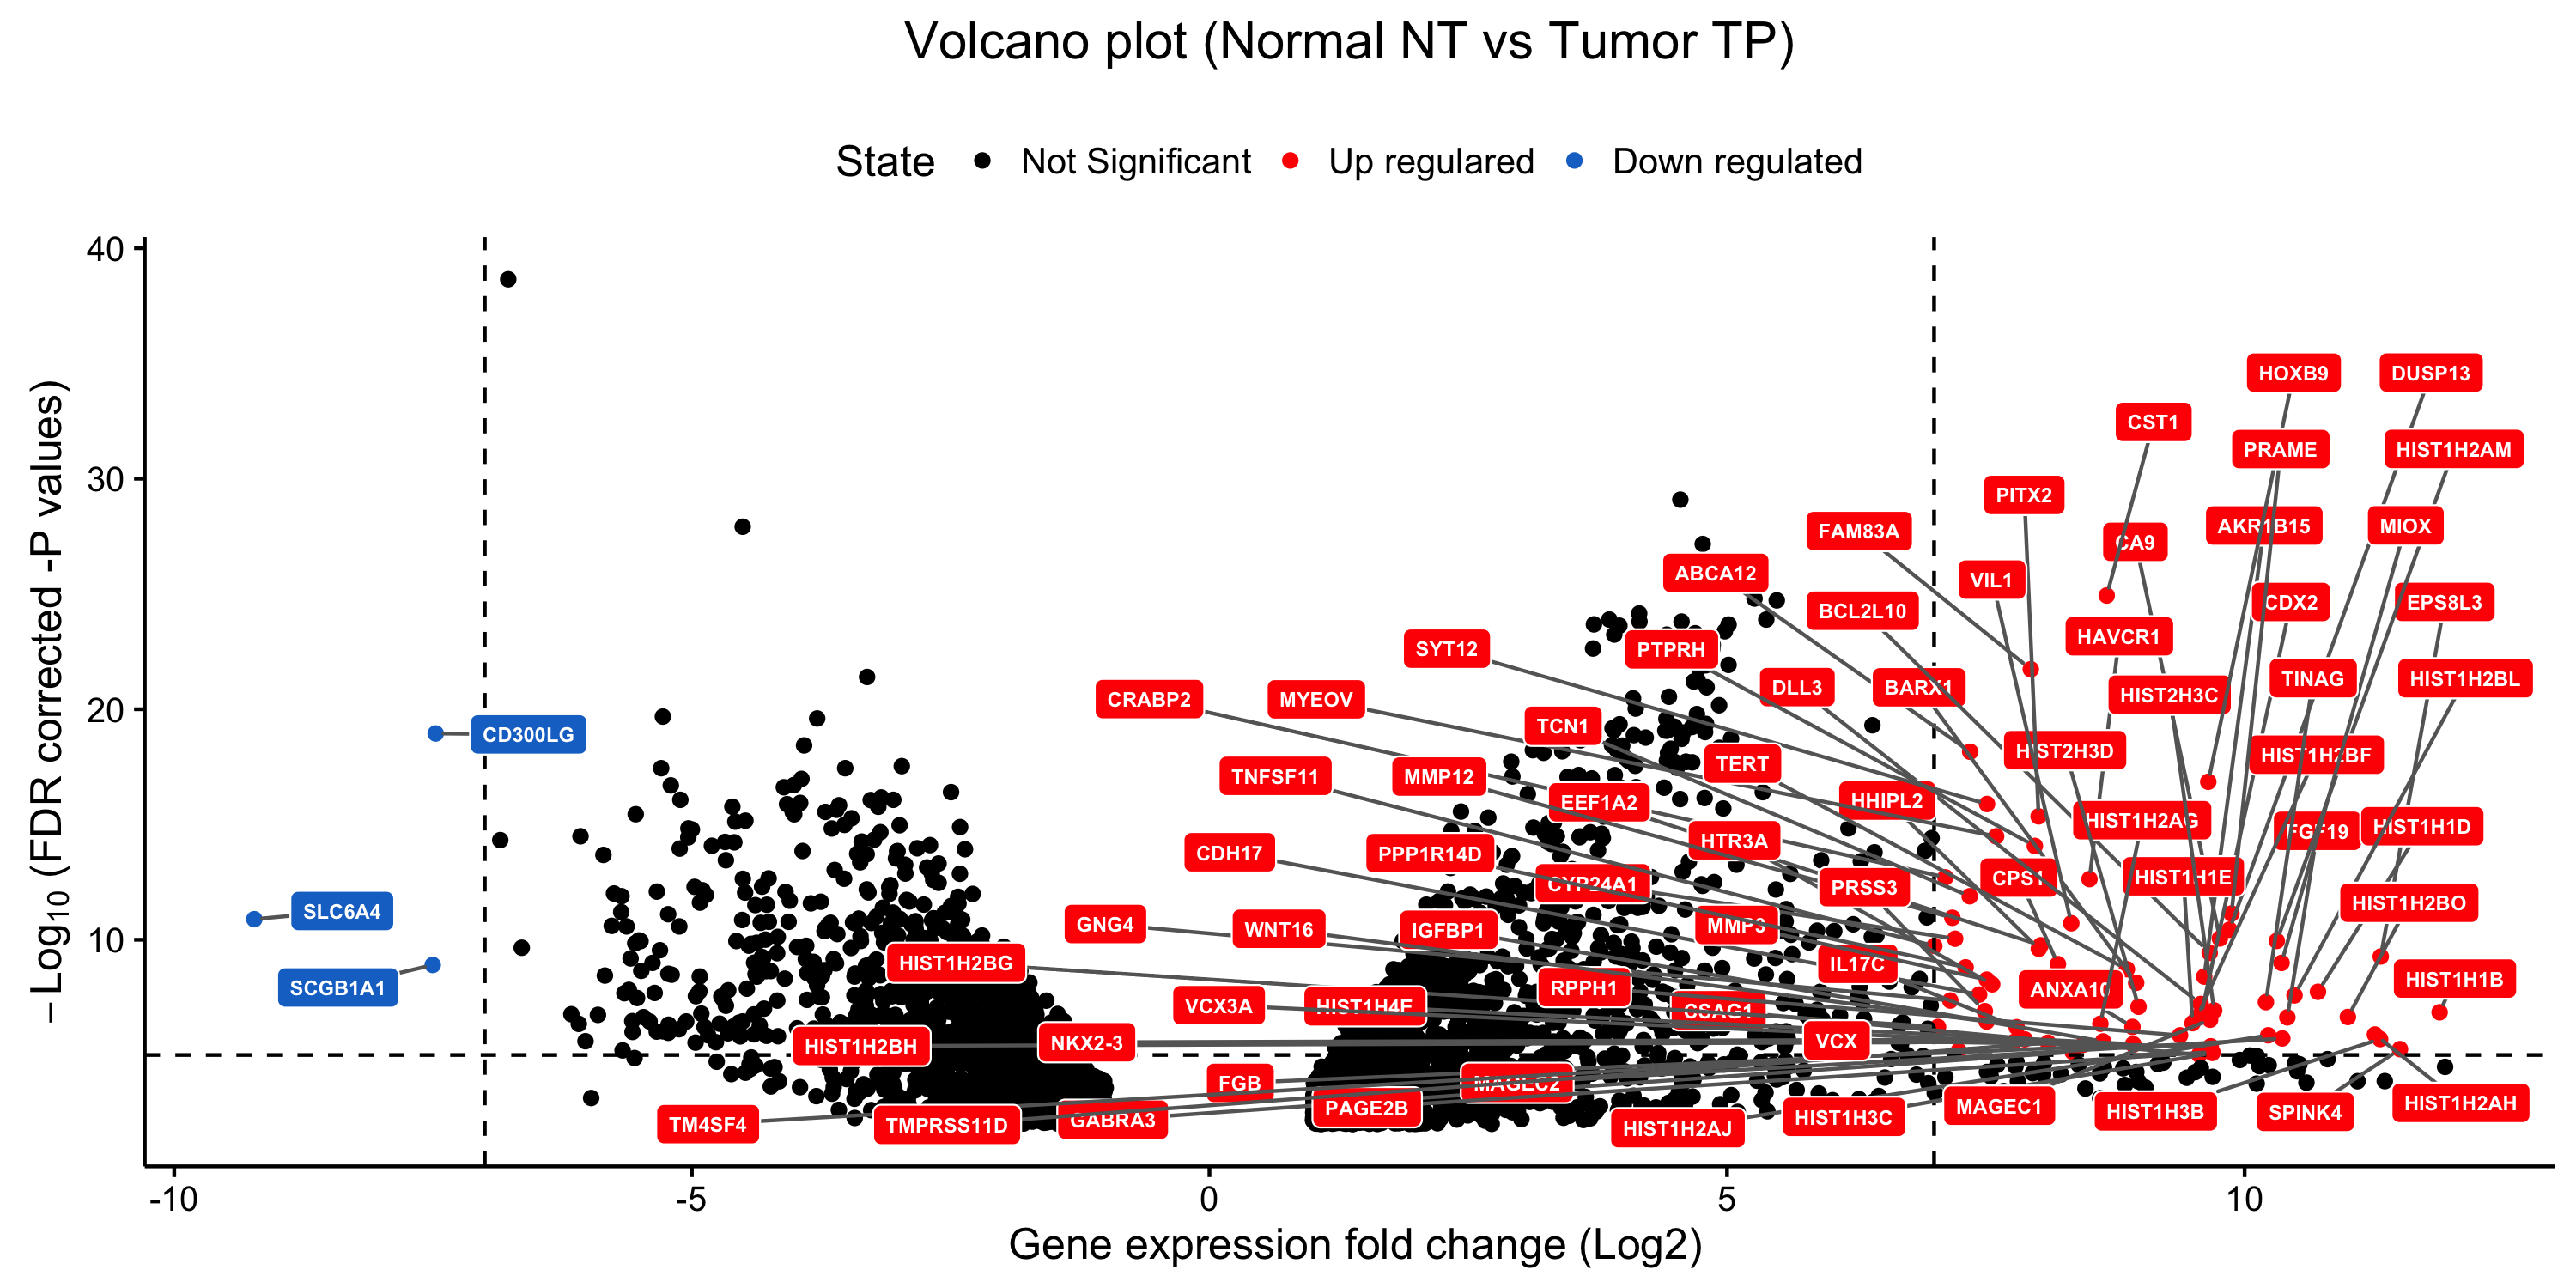 Volcano plot (Normal NT vs Tumor TP)
State Not Significant Up regulared Down regulated
−Log10 (FDR corrected -P values)
40
30
20
10
HOXB9 DUSP13
CST1
PRAME HIST1H2AM
PITX2
FAM83A AKR1B15 MIOX
CA9
ABCA12 VIL1
BCL2L10 CDX2 EPS8L3
HAVCR1
SYT12 PTPRH
TINAG HIST1H2BL
CRABP2 MYEOV DLL3 BARX1 HIST2H3C
TCN1
CD300LG
HIST2H3D HIST1H2BF
TNFSF11 MMP12 TERT
EEF1A2 HHIPL2
HIST1H2AG FGF19 HIST1H1D
HTR3A
CDH17 PPP1R14D
CYP24A1 PRSS3 CPS1 HIST1H1E
SLC6A4
HIST1H2BO
GNG4 WNT16 IGFBP1 MMP3
HIST1H2BG IL17C
SCGB1A1 RPPH1 ANXA10 HIST1H1B
VCX3A HIST1H4F CSAG1
HIST1H2BH NKX2-3 VCX
FGB MAGEC2
PAGE2B MAGEC1 HIST1H3B SPINK4 HIST1H2AH
TM4SF4 TMPRSS11D GABRA3 HIST1H2AJ HIST1H3C
-10 -5 0 5 10
Gene expression fold change (Log2)